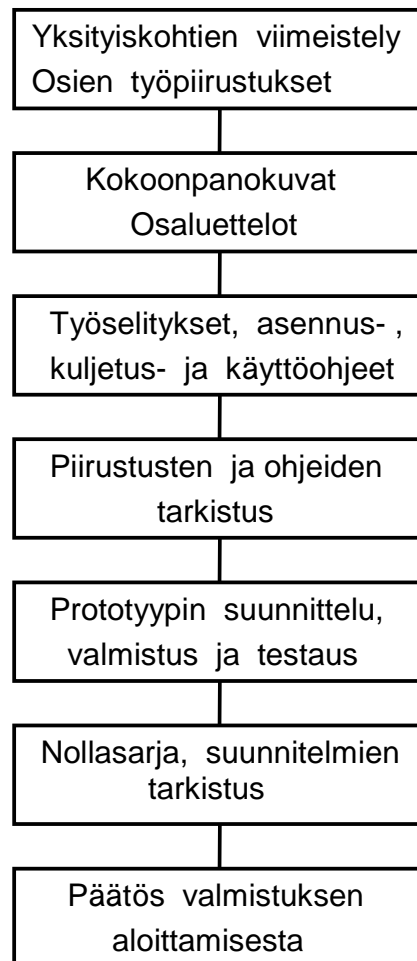 Yksityiskohtien viimeistely
Osien työpiirustukset
Kokoonpanokuvat
Osaluettelot
Työselitykset, asennus- ,
kuljetus- ja käyttöohjeet
Piirustusten ja ohjeiden
tarkistus
Prototyypin suunnittelu,
valmistus ja testaus
Nollasarja, suunnitelmien
tarkistus
Päätös valmistuksen
aloittamisesta